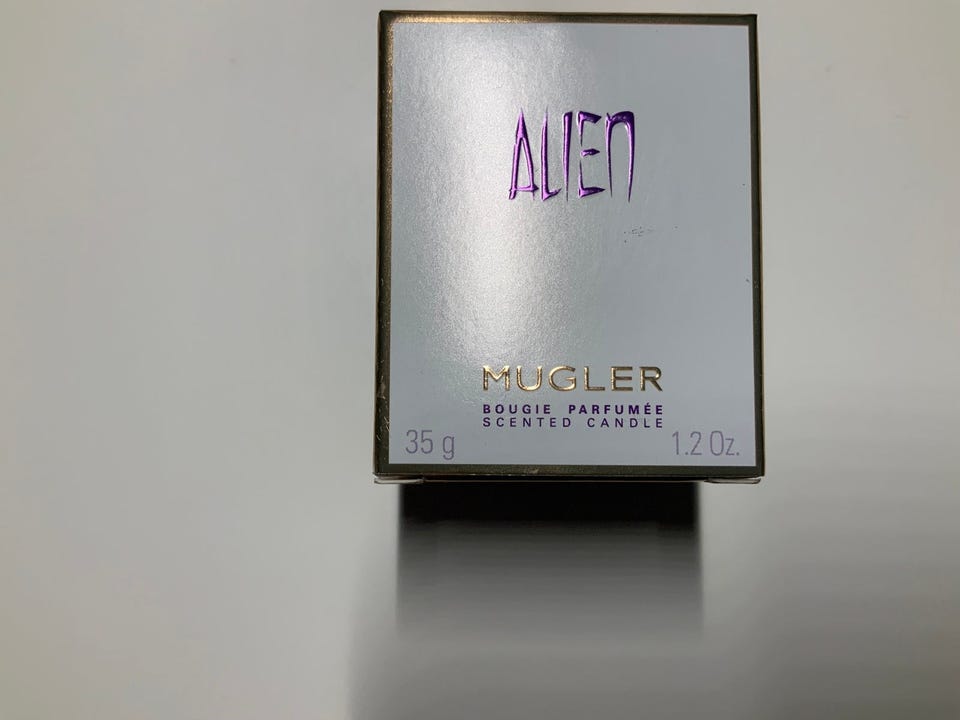 ALIEN
MUGLER
BOUGIE PARFUMÉE
SCENTED CANDLE
35 g 1.2 Oz.